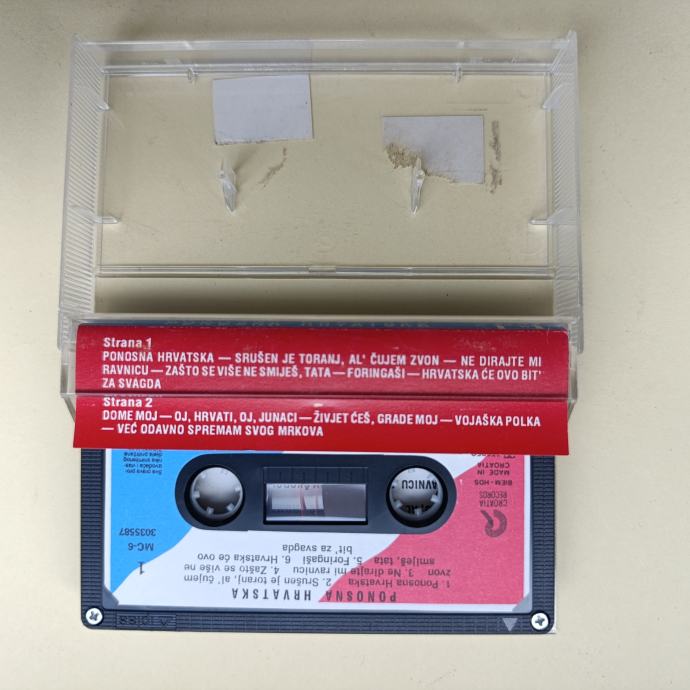 Strana 1
PONOSNA HRVATSKA — SRUŠEN JE TORANJ, AL' ČUJEM ZVON — NE DIRAJTE MI
RAVNICU — ZAŠTO SE VIŠE NE SMIJEŠ, TATA — FORINGAŠI — HRVATSKA ĆE OVO BIT'
ZA SVAGDA
Strana 2
DOME MOJ — OJ, HRVATI, OJ, JUNACI — ŽIVJET ĆEŠ, GRADE MOJ — VOJAŠKA POLKA
— VEĆ ODAVNO SPREMAM SVOG MRKOVA
PONOSNA HRVATSKA
1. Ponosna Hrvatska 2. Srušen je toranj, al' čujem
zvon 3. Ne dirajte mi ravnicu 4. Zašto se više ne
smiješ, tata 5. Foringaši 6. Hrvatska će ovo
bit' za svagda
1
MC-6
3035587
CROATIA
RECORDS
BIEM - HDS
MADE IN
CROATIA
AVNICU